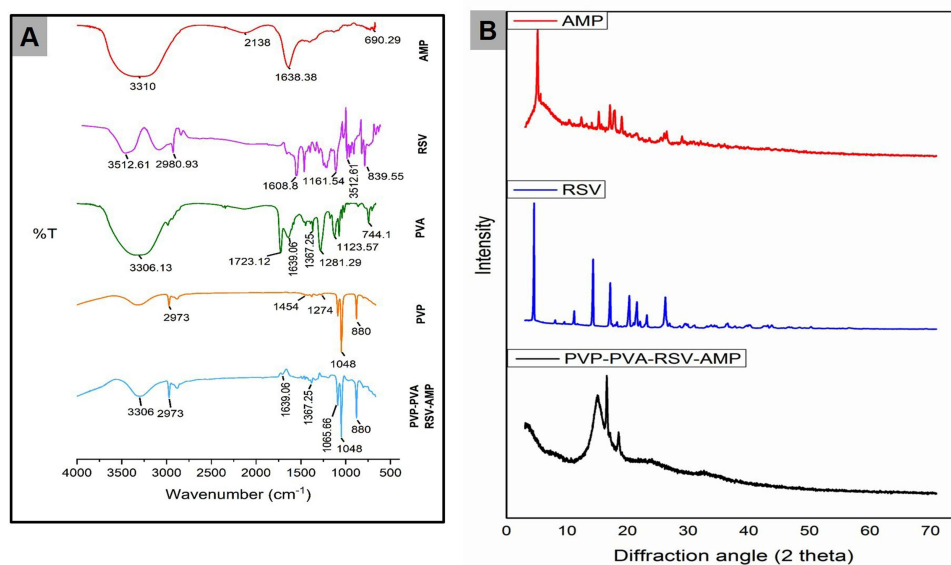 A
AMP
2138
690.29
1638.38
3310
RSV
3512.61
2980.93
1608.8
1161.54
3512.61
839.55
%T
PVA
3306.13
1723.12
1639.06
1367.25
1281.29
1123.57
744.1
PVP
2973
1454
1274
880
1048
PVP-PVA
RSV-AMP
3306
2973
1639.06
1367.25
1065.66
1048
880
4000 3500 3000 2500 2000 1500 1000 500
Wavenumber (cm⁻¹)
B
AMP
RSV
PVP-PVA-RSV-AMP
Intensity
0 10 20 30 40 50 60 70
Diffraction angle (2 theta)